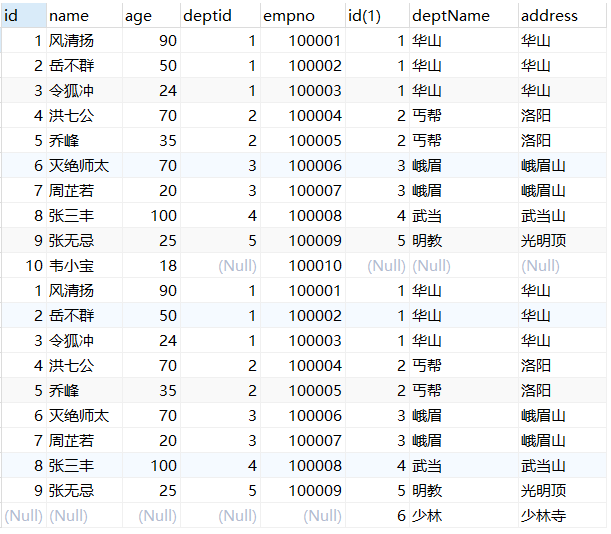 id name age deptid empno id(1) deptName address
1 风清扬 90 1 100001 1 华山 华山
2 岳不群 50 1 100002 1 华山 华山
3 令狐冲 24 1 100003 1 华山 华山
4 洪七公 70 2 100004 2 丐帮 洛阳
5 乔峰 35 2 100005 2 丐帮 洛阳
6 灭绝师太 70 3 100006 3 峨眉 峨眉山
7 周芷若 20 3 100007 3 峨眉 峨眉山
8 张三丰 100 4 100008 4 武当 武当山
9 张无忌 25 5 100009 5 明教 光明顶
10 韦小宝 18 (Null) 100010 (Null) (Null) (Null)
1 风清扬 90 1 100001 1 华山 华山
2 岳不群 50 1 100002 1 华山 华山
3 令狐冲 24 1 100003 1 华山 华山
4 洪七公 70 2 100004 2 丐帮 洛阳
5 乔峰 35 2 100005 2 丐帮 洛阳
6 灭绝师太 70 3 100006 3 峨眉 峨眉山
7 周芷若 20 3 100007 3 峨眉 峨眉山
8 张三丰 100 4 100008 4 武当 武当山
9 张无忌 25 5 100009 5 明教 光明顶
(Null) (Null) (Null) (Null) (Null) 6 少林 少林寺